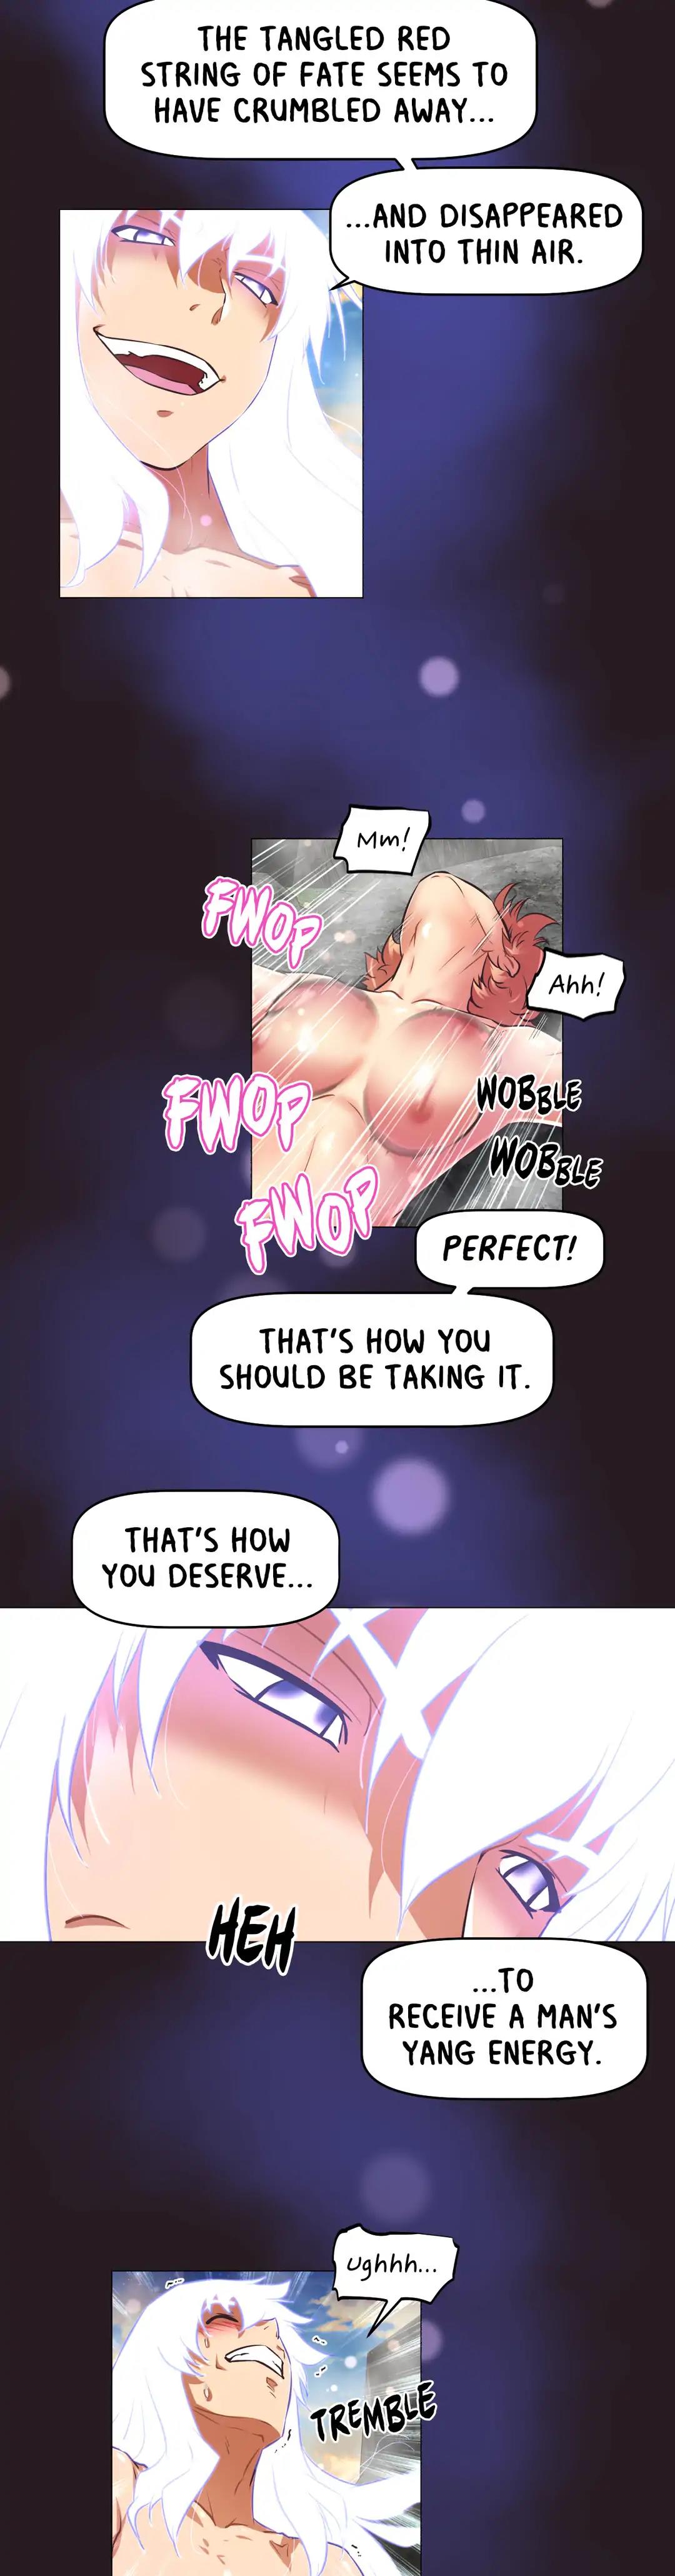 THE TANGLED RED
STRING OF FATE SEEMS TO
HAVE CRUMBLED AWAY...
...AND DISAPPEARED
INTO THIN AIR.
Mm!
FWOP
Ahh!
FWOP
WOBBLE
WOBBLE
FWOP
PERFECT!
THAT'S HOW YOU
SHOULD BE TAKING IT.
THAT'S HOW
YOU DESERVE...
HEH
...TO
RECEIVE A MAN'S
YANG ENERGY.
Ughhh...
TREMBLE